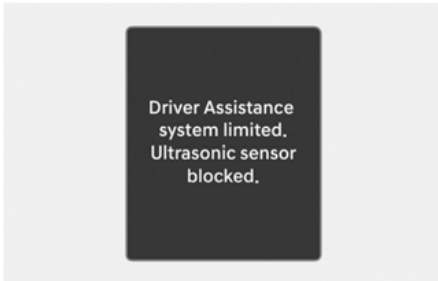 Driver Assistance
system limited.
Ultrasonic sensor
blocked.